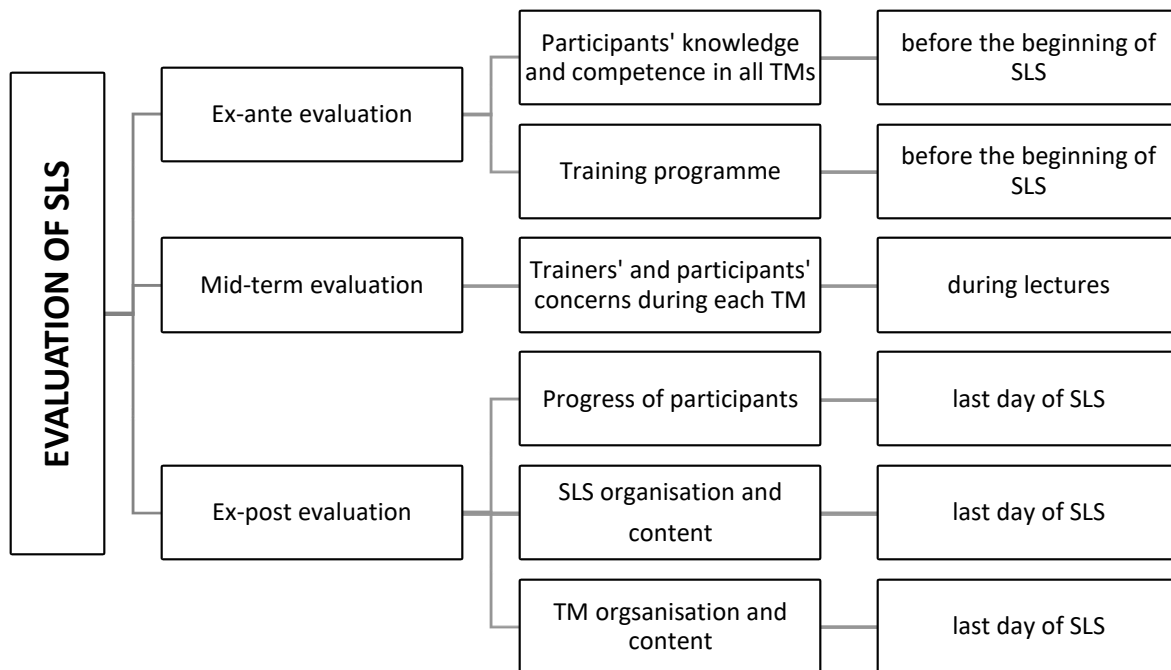 EVALUATION OF SLS
Ex-ante evaluation
Participants' knowledge
and competence in all TMs
before the beginning of
SLS
Training programme
before the beginning of
SLS
Mid-term evaluation
Trainers' and participants'
concerns during each TM
during lectures
Ex-post evaluation
Progress of participants
last day of SLS
SLS organisation and
content
last day of SLS
TM orgsanisation and
content
last day of SLS